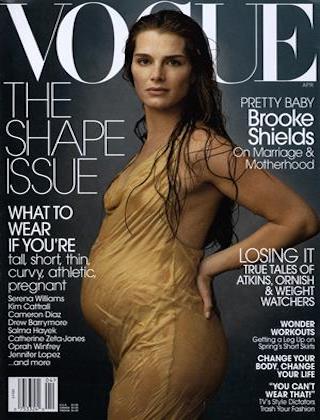 VOGUE
APR
THE
SHAPE
ISSUE
PRETTY BABY
Brooke
Shields
On Marriage &
Motherhood
WHAT TO
WEAR
IF YOU'RE
tall, short, thin,
curvy, athletic,
pregnant
Serena Williams
Kim Cattrall
Cameron Diaz
Drew Barrymore
Salma Hayek
Catherine Zeta-Jones
Oprah Winfrey
Jennifer Lopez
...and more
LOSING IT
TRUE TALES OF
ATKINS, ORNISH
& WEIGHT
WATCHERS
WONDER
WORKOUTS
Getting a Leg up on
Spring's Short Skirts
CHANGE YOUR
BODY, CHANGE
YOUR LIFE
"YOU CAN'T
WEAR THAT!"
TV's Style Dictators
Trash Your Fashion
04>